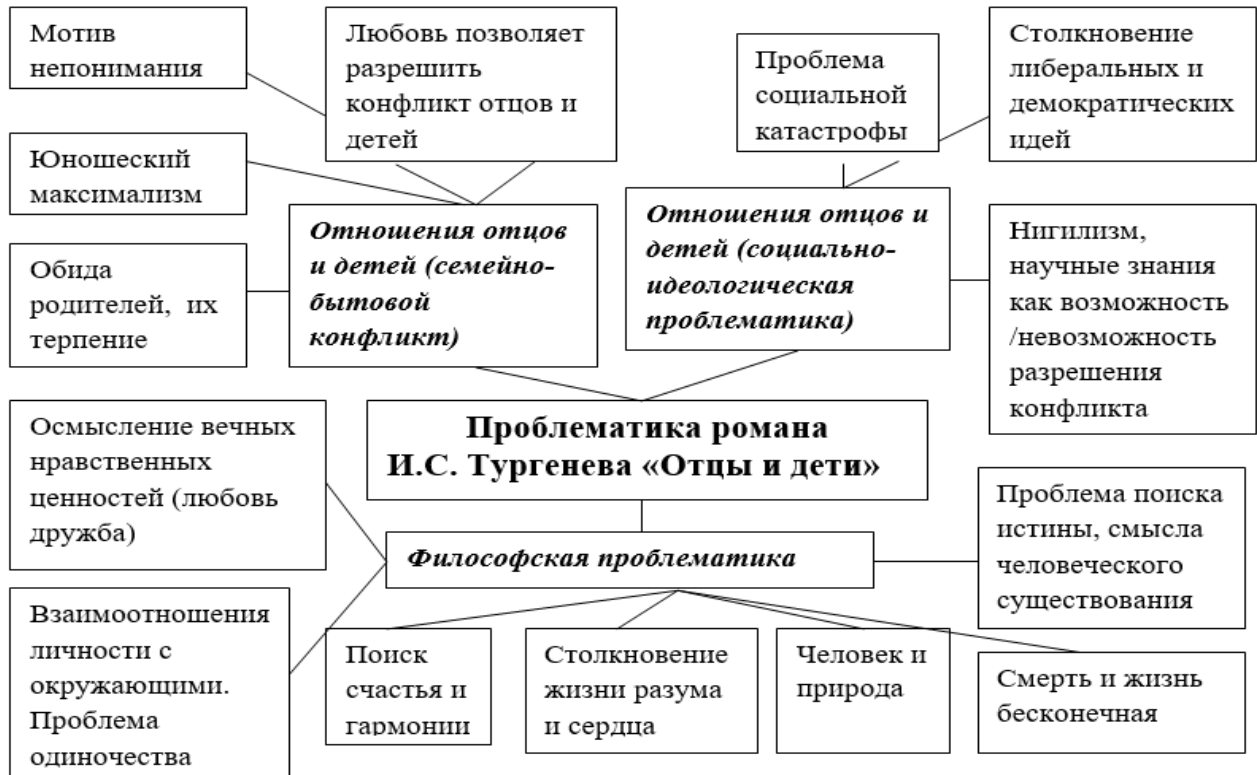 Мотив
непонимания
Любовь позволяет
разрешить
конфликт отцов и
детей
Проблема
социальной
катастрофы
Столкновение
либеральных и
демократических
идей
Юношеский
максимализм
Отношения отцов
и детей (семейно-
бытовой
конфликт)
Отношения отцов и
детей (социально-
идеологическая
проблематика)
Обида
родителей, их
терпение
Нигилизм,
научные знания
как возможность
/невозможность
разрешения
конфликта
Проблематика романа
И.С. Тургенева «Отцы и дети»
Осмысление вечных
нравственных
ценностей (любовь
дружба)
Философская проблематика
Проблема поиска
истины, смысла
человеческого
существования
Взаимоотношения
личности с
окружающими.
Проблема
одиночества
Поиск
счастья и
гармонии
Столкновение
жизни разума
и сердца
Человек и
природа
Смерть и жизнь
бесконечная